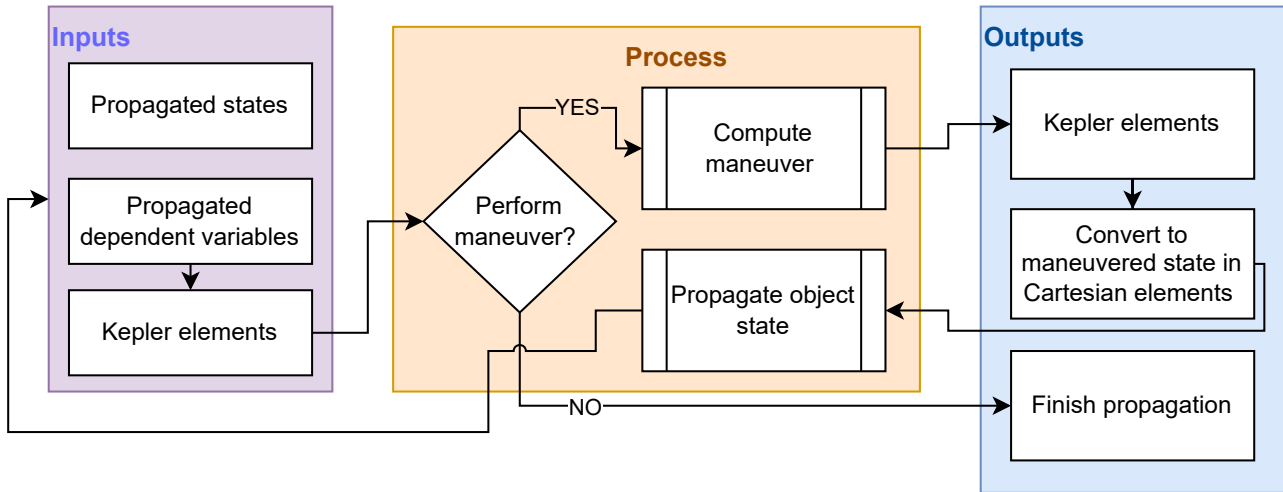 Inputs
Propagated states
Propagated
dependent variables
Kepler elements
Process
YES
Compute
maneuver
Perform
maneuver?
Propagate object
state
NO
Outputs
Kepler elements
Convert to
maneuvered state in
Cartesian elements
Finish propagation